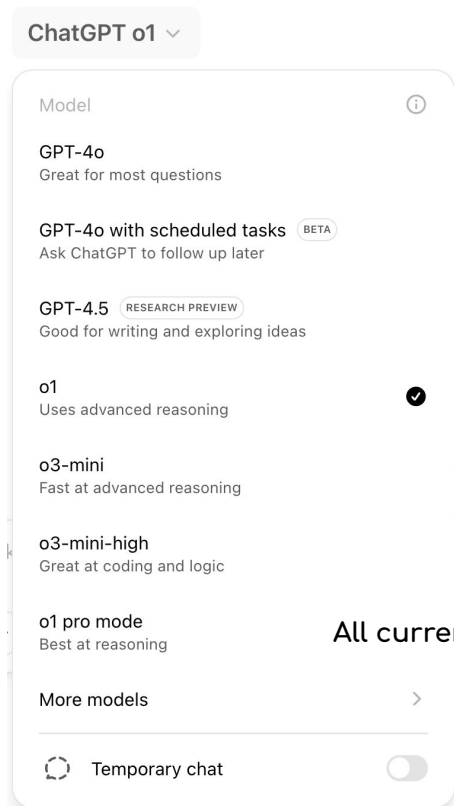 ChatGPT o1
Model
GPT-4o
Great for most questions
GPT-4o with scheduled tasks BETA
Ask ChatGPT to follow up later
GPT-4.5 RESEARCH PREVIEW
Good for writing and exploring ideas
o1
Uses advanced reasoning
o3-mini
Fast at advanced reasoning
o3-mini-high
Great at coding and logic
o1 pro mode
Best at reasoning
All
More models
Temporary chat